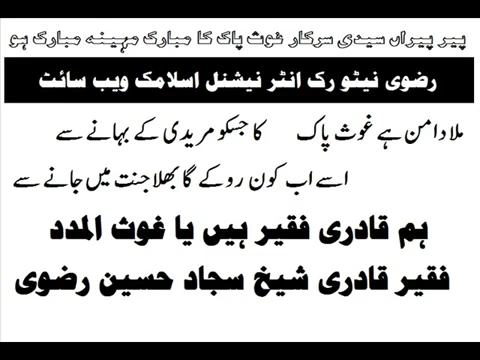 پیر پیراں سیدی سرکار غوث پاک کا مبارک مہینہ مبارک ہو
رضوی نیٹو رک انٹر نیشنل اسلامک ویب سائٹ
ملا دامن ہے غوث پاک کا جسکو مریدی کے بہانے سے
اسے اب کون روکے گا بھلا جنت میں جانے سے
ہم قادری فقیر ہیں یا غوث المدد
فقیر قادری شیخ سجاد حسین رضوی